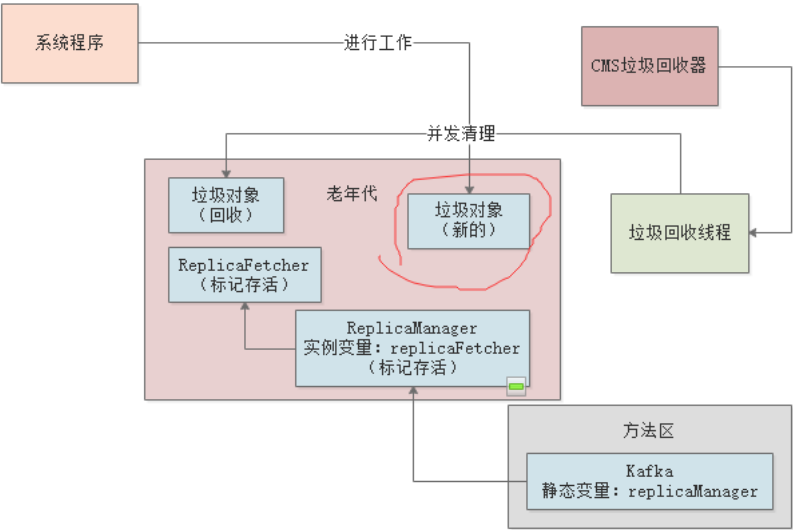 系统程序
进行工作
CMS垃圾回收器
并发清理
垃圾对象
（回收）
老年代
垃圾对象
（新的）
垃圾回收线程
ReplicaFetcher
（标记存活）
ReplicaManager
实例变量：replicaFetcher
（标记存活）
方法区
Kafka
静态变量：replicaManager